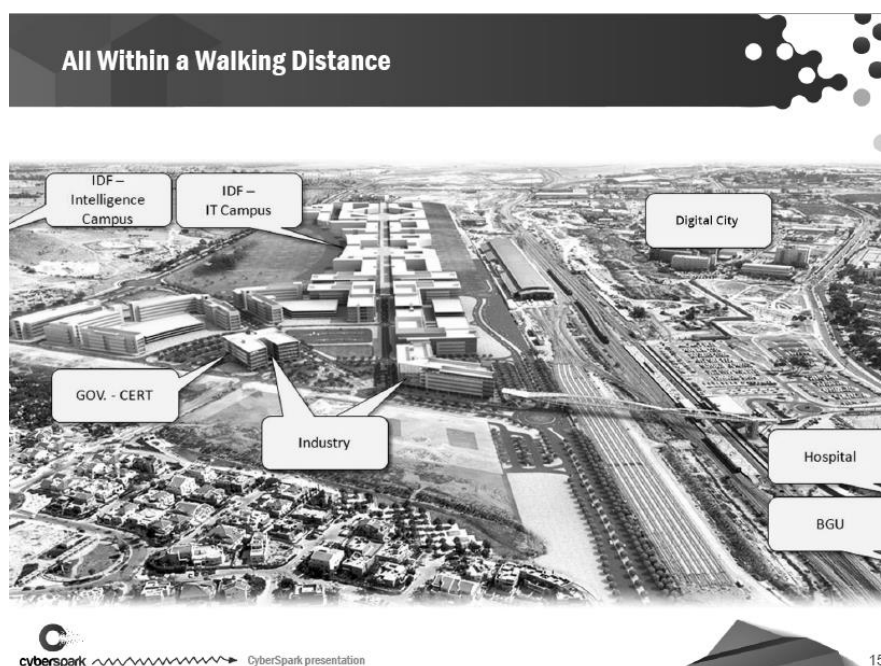 All Within a Walking Distance
IDF –
Intelligence
Campus
IDF –
IT Campus
Digital City
GOV. - CERT
Industry
Hospital
BGU
cyberspark
CyberSpark presentation
15